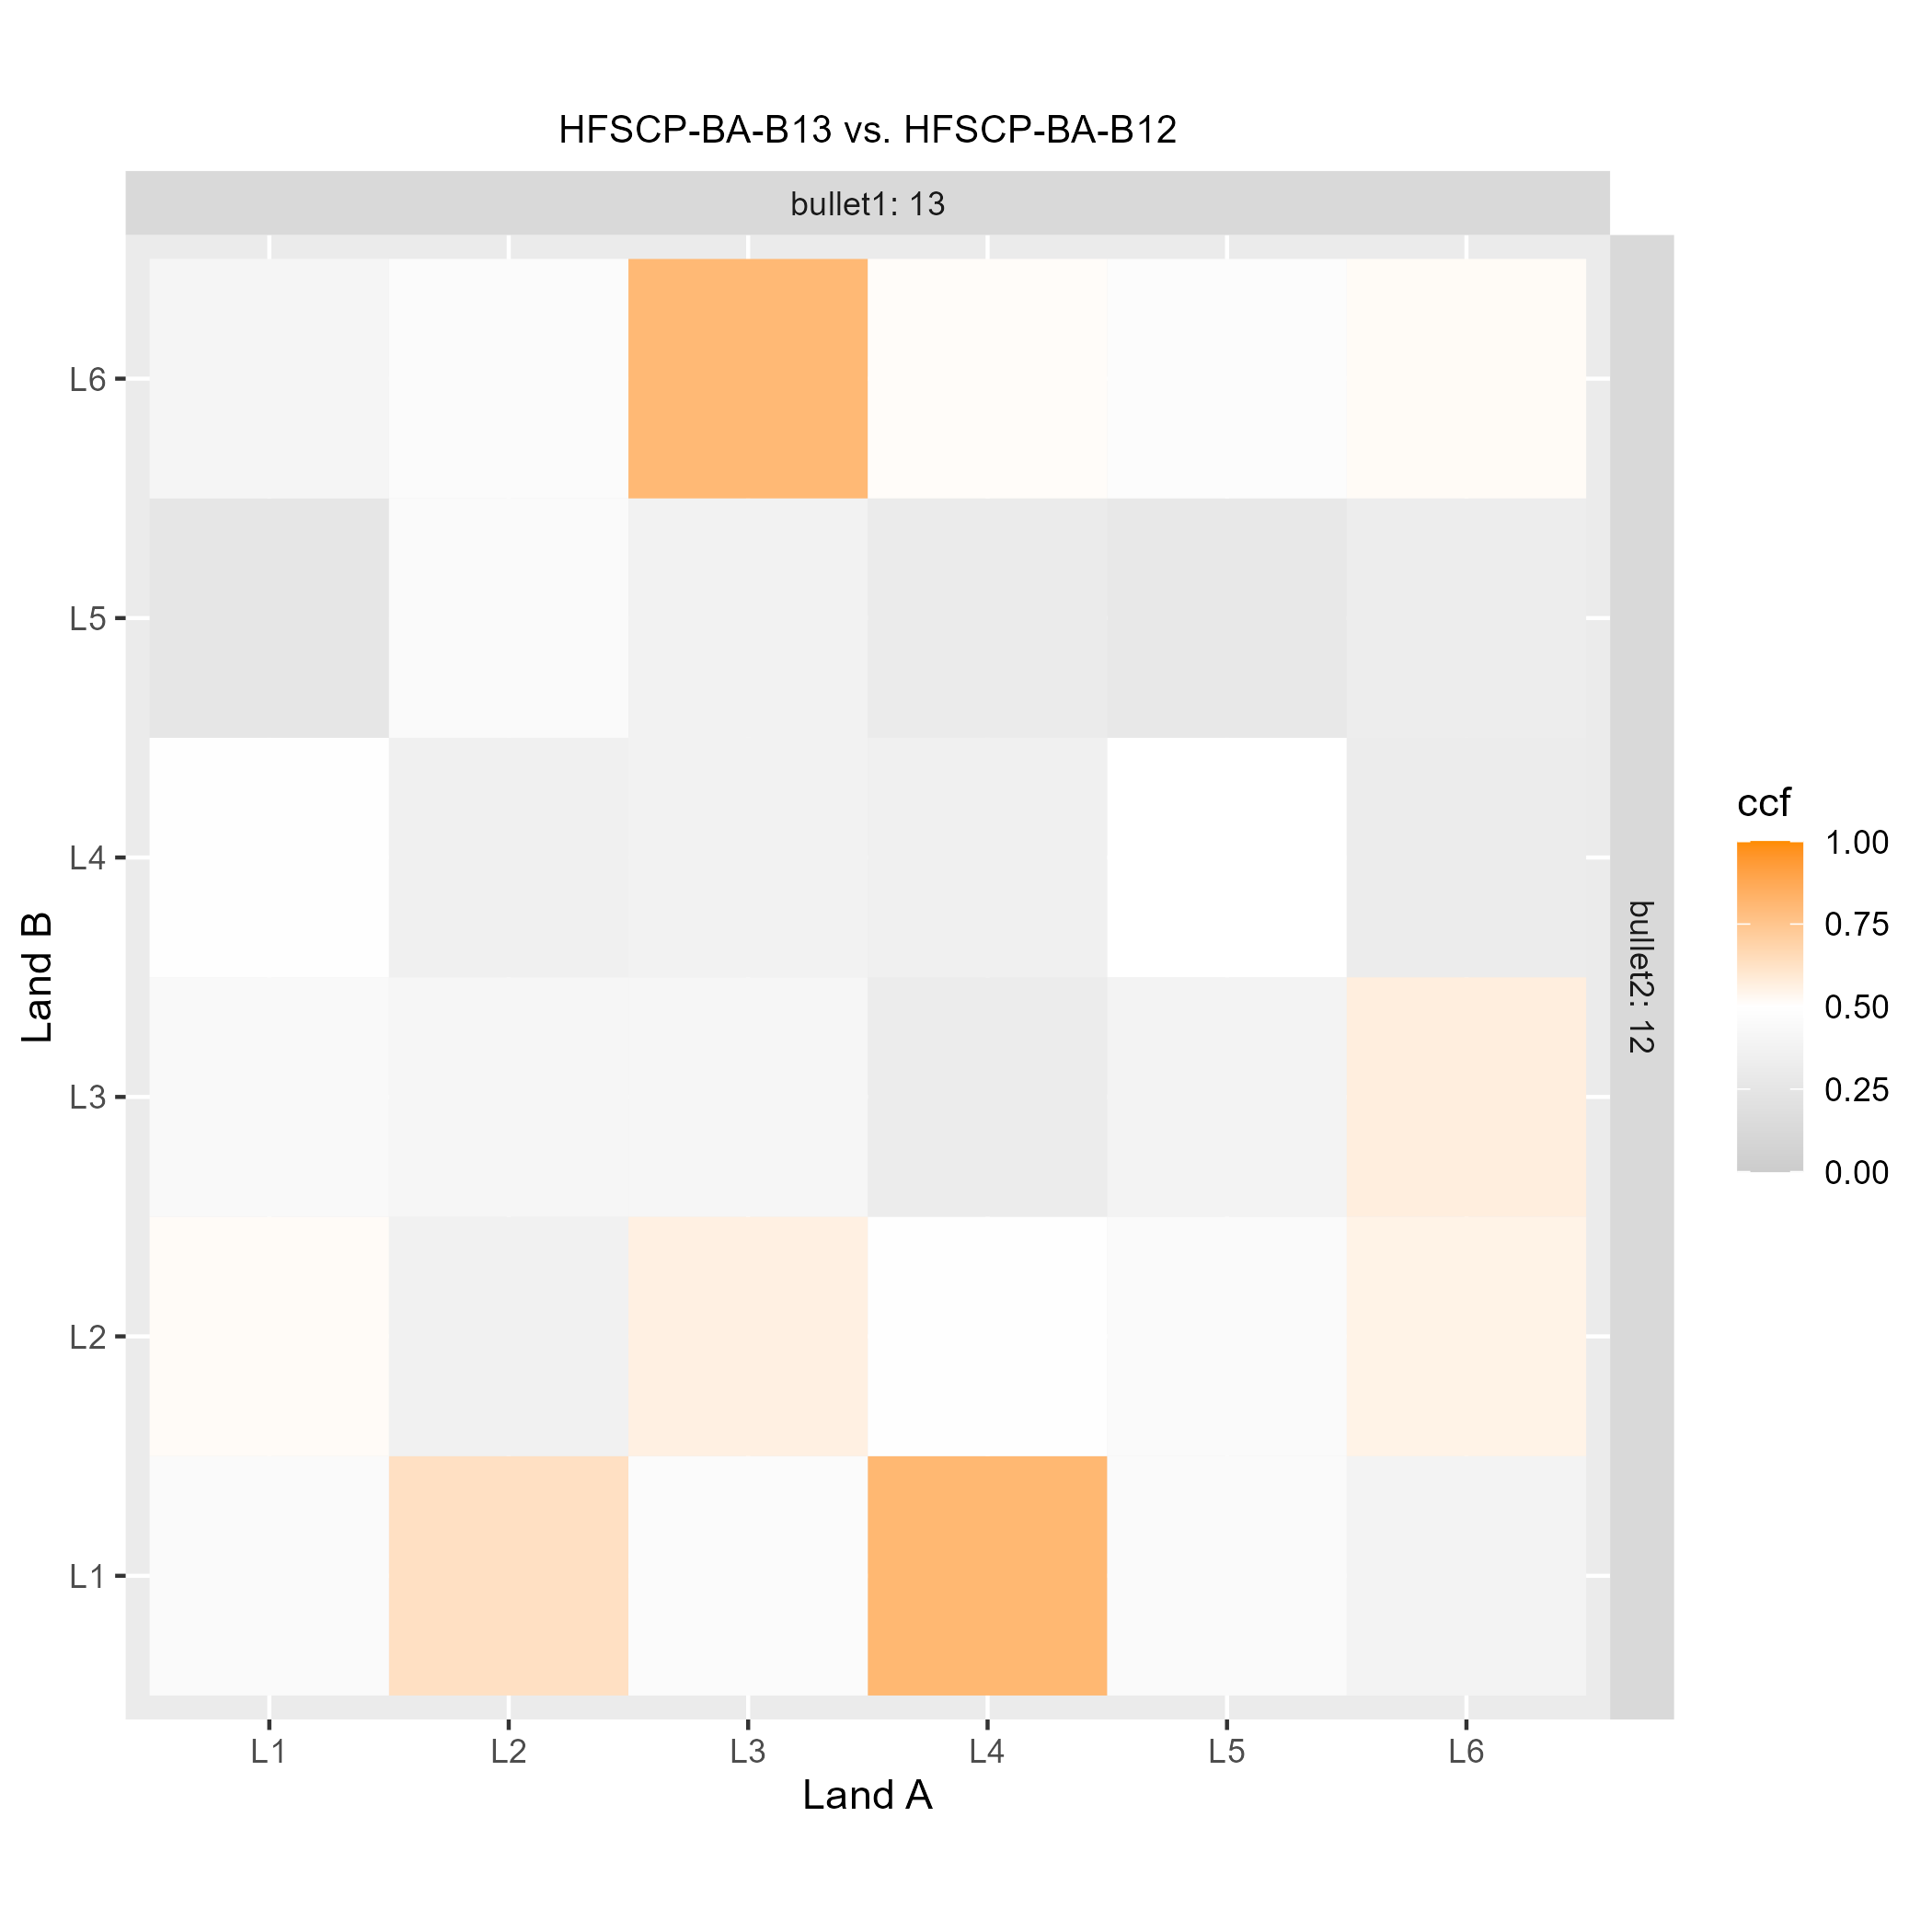 HFSCP-BA-B13 vs. HFSCP-BA-B12
bullet1: 13
L6
L5
L4
L3
L2
L1
Land B
bullet2: 12
L1 L2 L3 L4 L5 L6
Land A
ccf
1.00
0.75
0.50
0.25
0.00